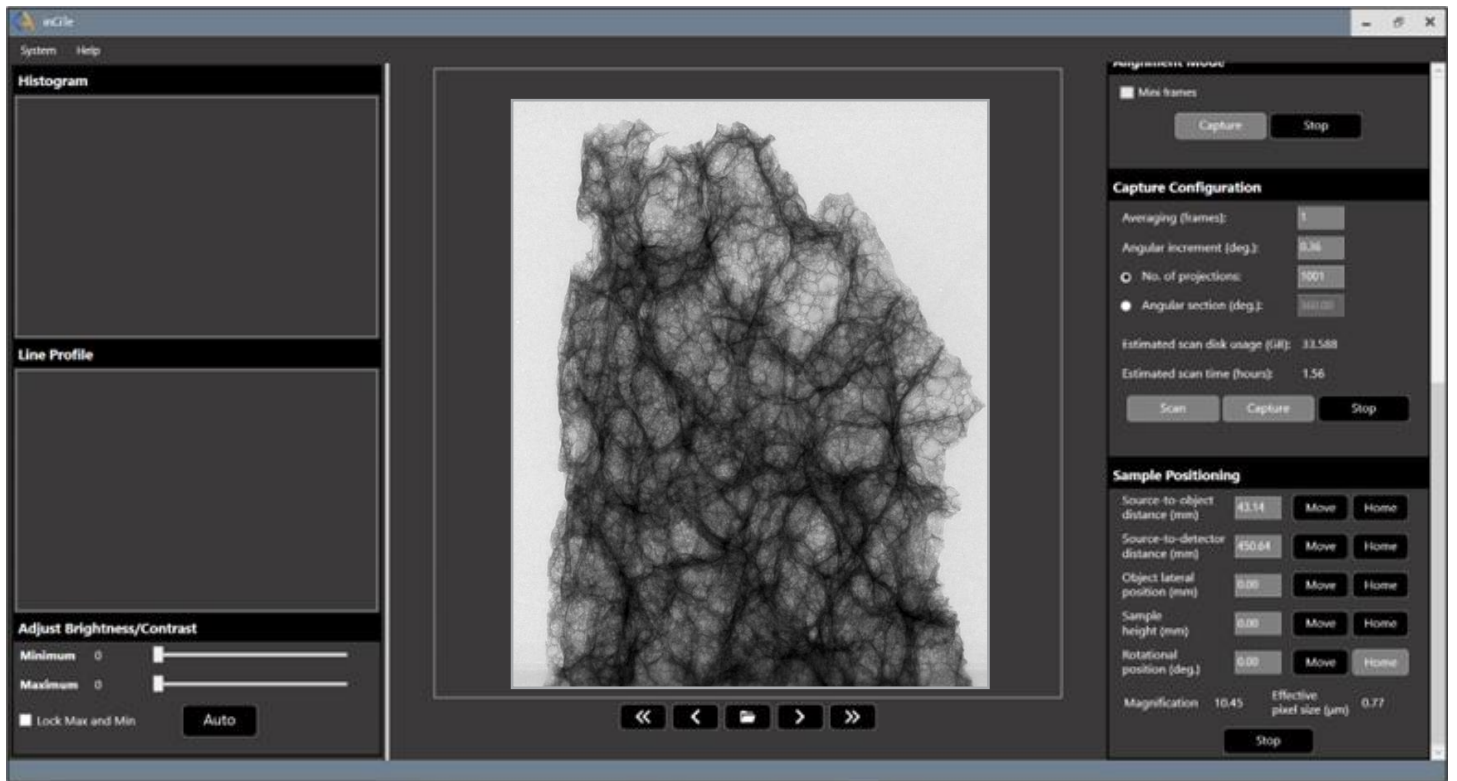 System Help
Histogram
Line Profile
Adjust Brightness/Contrast
Minimum 0
Maximum 0
Lock Max and Min
Auto
Alignment Mode
Mini frames
Capture Stop
Capture Configuration
Averaging (frames): 1
Angular increment (deg.): 0.36
No. of projections: 1001
Angular section (deg.): 360.00
Estimated scan disk usage (GB): 33.588
Estimated scan time (hours): 1.56
Scan Capture Stop
Sample Positioning
Source-to-object
distance (mm) 43.14 Move Home
Source-to-detector
distance (mm) 450.64 Move Home
Object lateral
position (mm) 0.00 Move Home
Sample
height (mm) 0.00 Move Home
Rotational
position (deg.) 0.00 Move Home
Magnification 10.45 Effective
pixel size (μm) 0.77
Stop